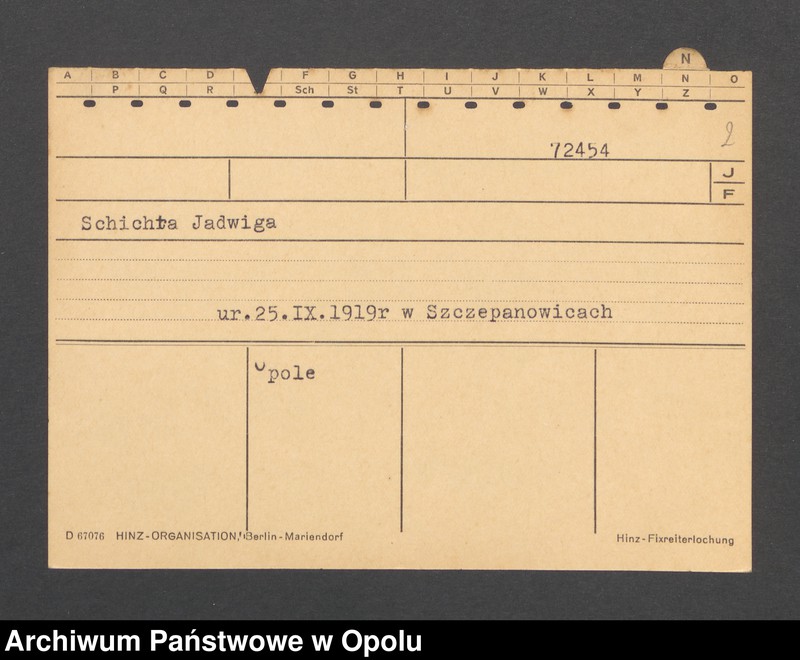 N
A B C D F G H I J K L M N O
P Q R Sch St T U V W X Y Z
2
72454
J
F
Jadwiga
ur.25.IX.1919r w Szczepanowicach
Opole
D 67076 HINZ-ORGANISATION, Berlin-Mariendorf
Hinz-Fixreiterlochung
Archiwum Państwowe w Opolu